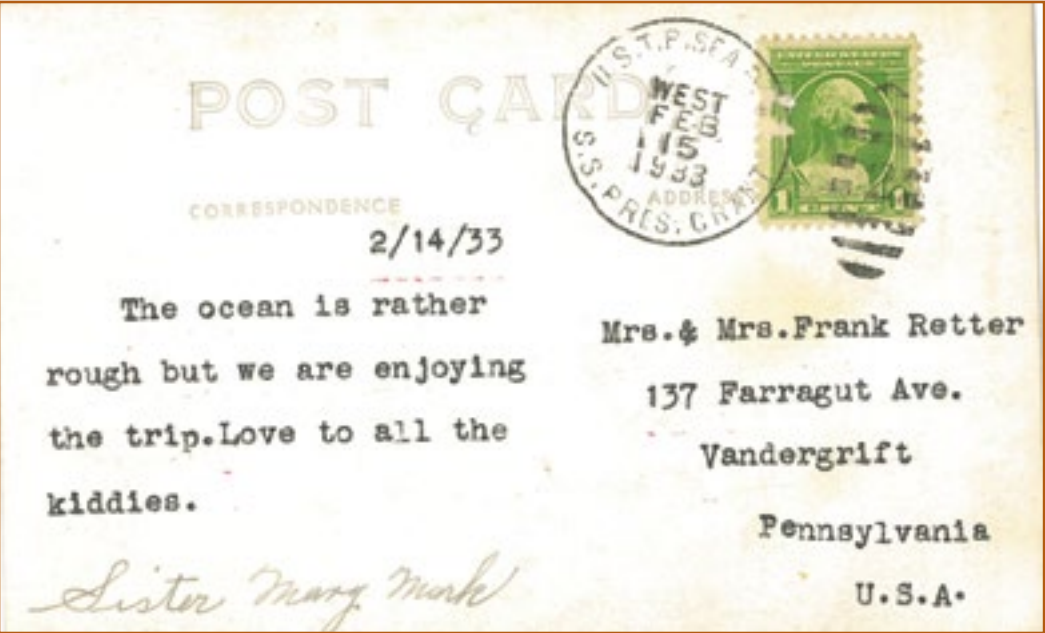 POST CARD
U.S.T.P. SEA
WEST
FEB
15
1933
S.S. PRES. GRANT
1
CORRESPONDENCE
ADDRESS
2/14/33
The ocean is rather
rough but we are enjoying
the trip.Love to all the
kiddies.
Sister Mary Mark
Mrs.& Mrs.Frank Retter
137 Farragut Ave.
Vandergrift
Pennsylvania
U.S.A.